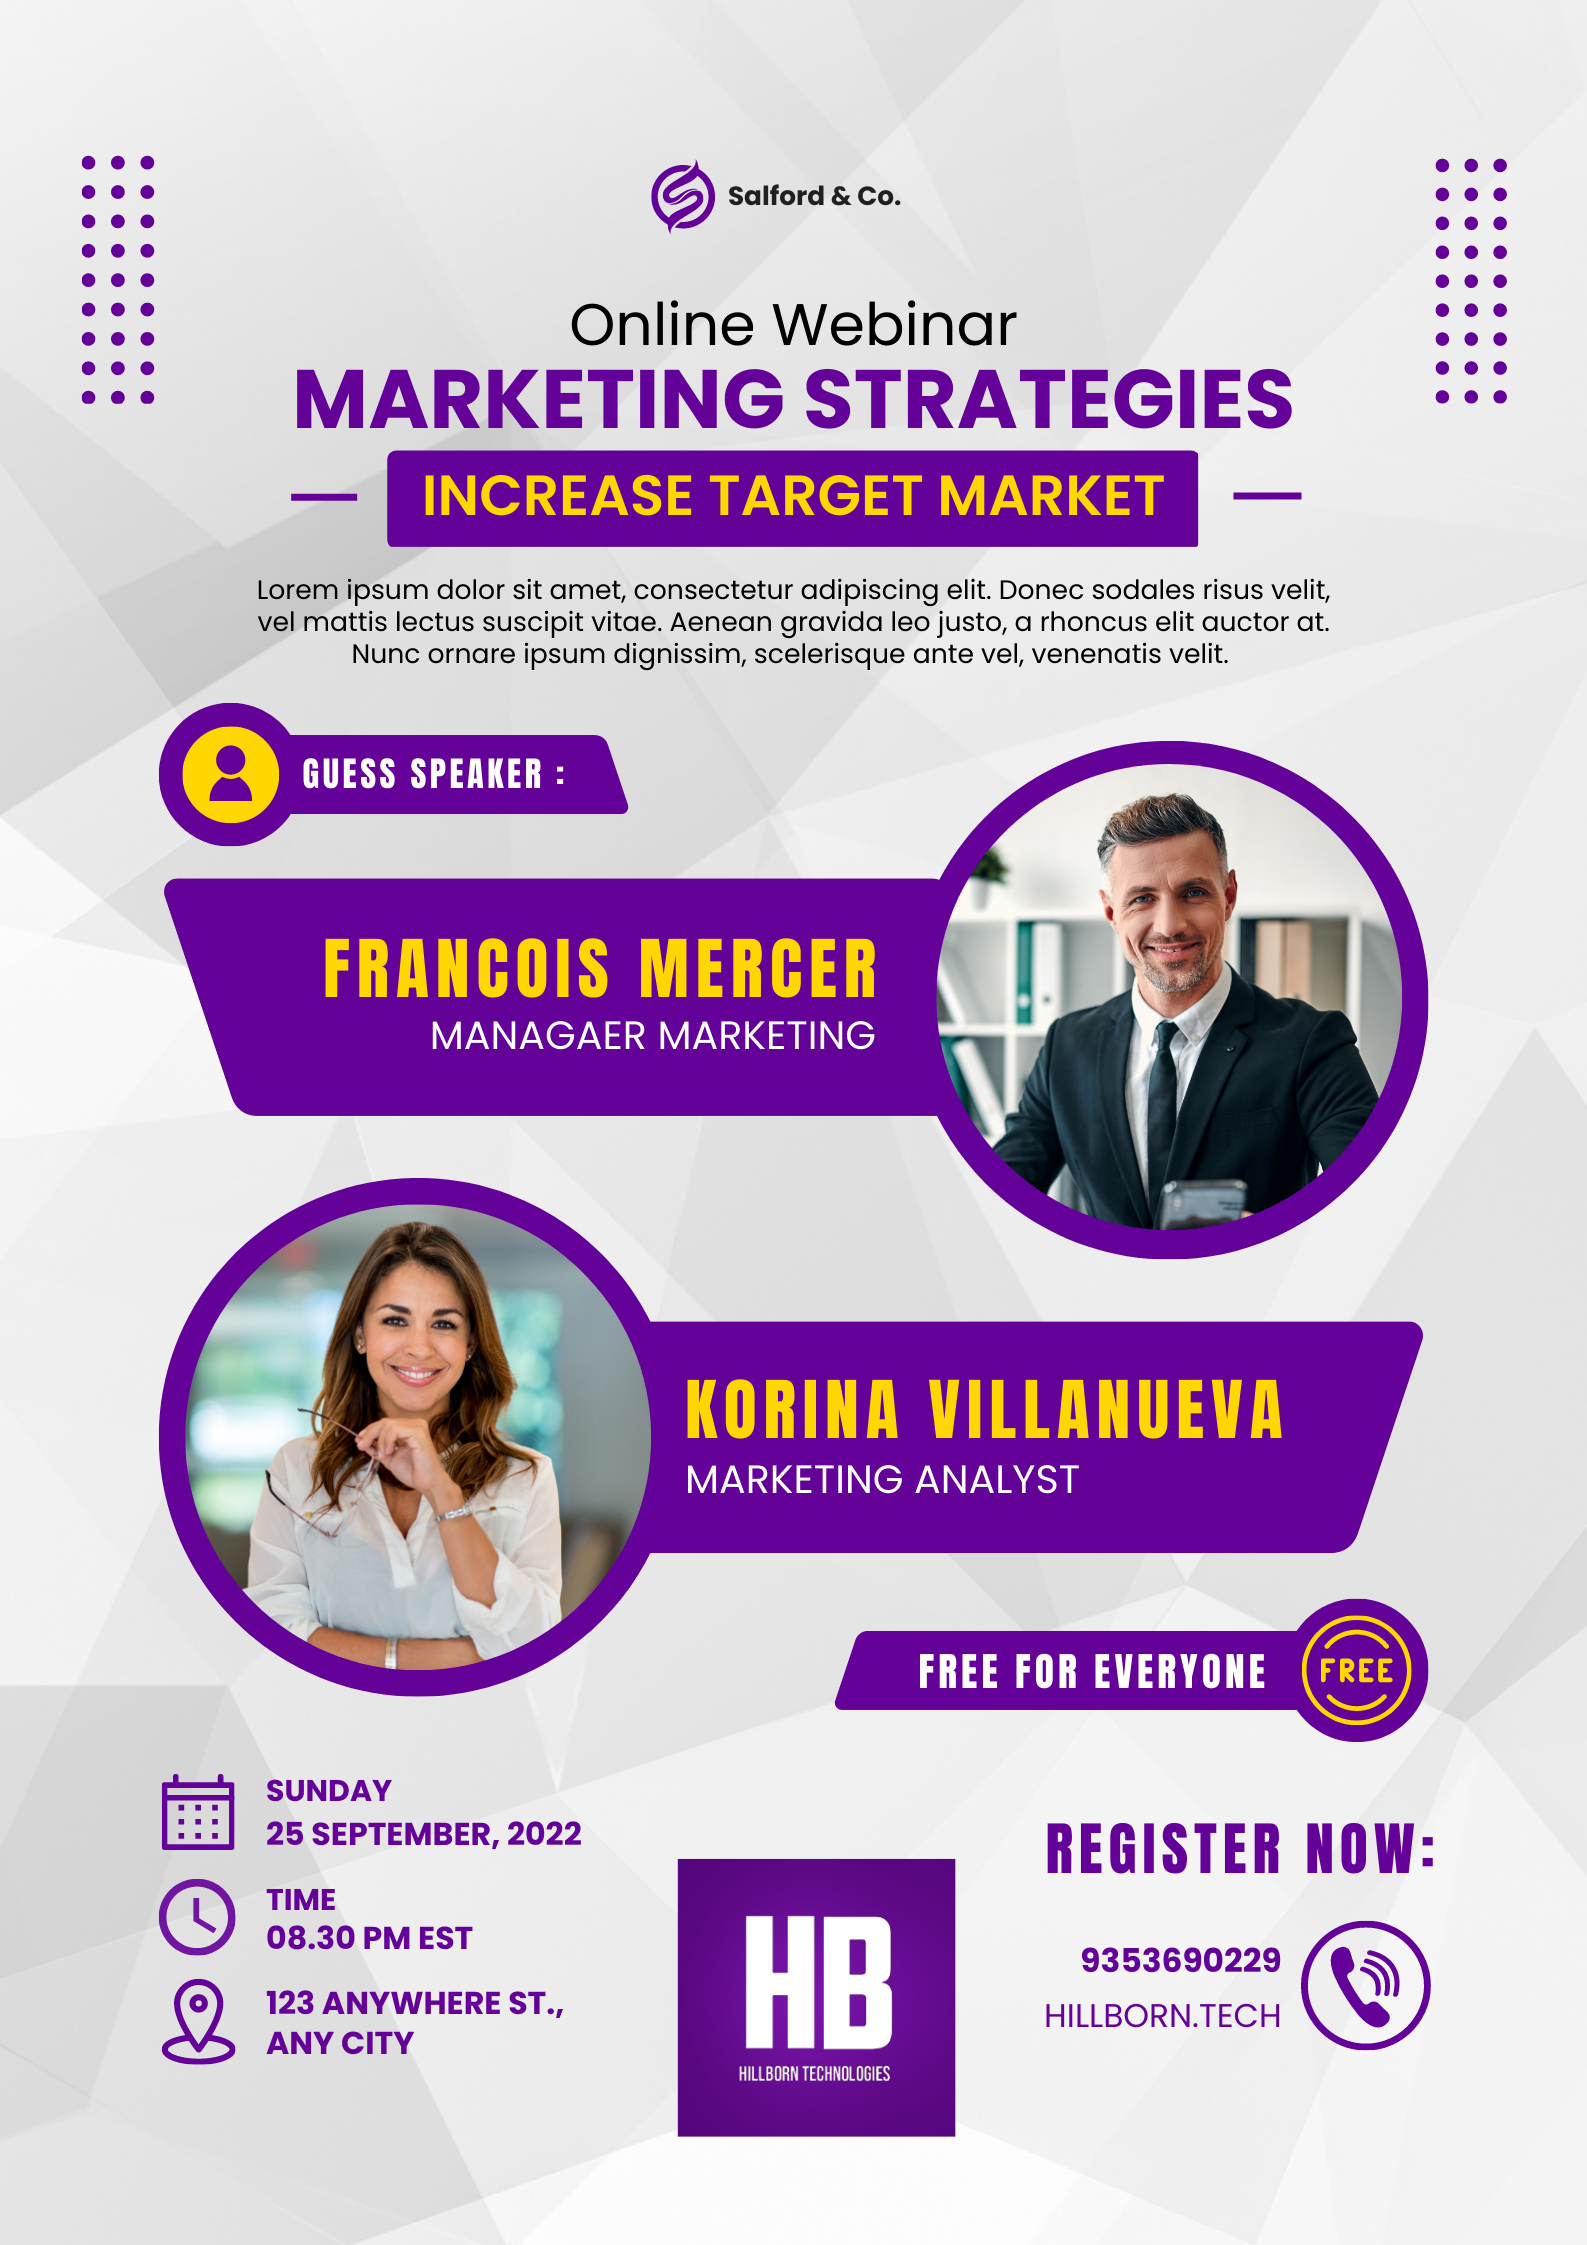 Salford & Co.
Online Webinar
MARKETING STRATEGIES
INCREASE TARGET MARKET
Lorem ipsum dolor sit amet, consectetur adipiscing elit. Donec sodales risus velit,
vel mattis lectus suscipit vitae. Aenean gravida leo justo, a rhoncus elit auctor at.
Nunc ornare ipsum dignissim, scelerisque ante vel, venenatis velit.
GUESS SPEAKER :
FRANCOIS MERCER
MANAGAER MARKETING
KORINA VILLANUEVA
MARKETING ANALYST
FREE FOR EVERYONE
FREE
SUNDAY
25 SEPTEMBER, 2022
TIME
08.30 PM EST
123 ANYWHERE ST.,
ANY CITY
HB
HILLBORN TECHNOLOGIES
REGISTER NOW:
9353690229
HILLBORN.TECH